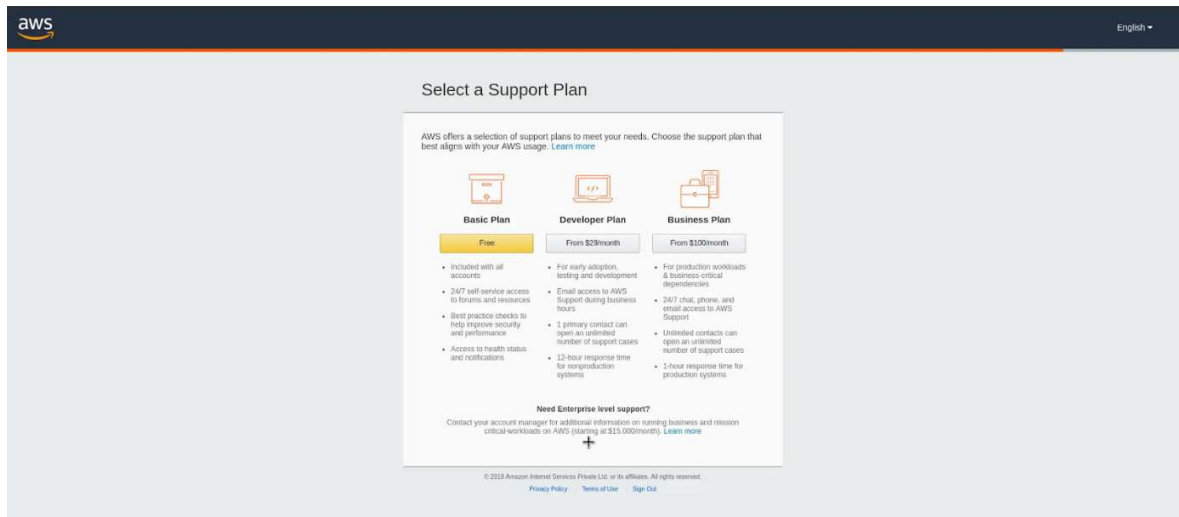 aws
English
Select a Support Plan
AWS offers a selection of support plans to meet your needs. Choose the support plan that
best aligns with your AWS usage. Learn more
Basic Plan
Free
• Included with all
accounts
• 24/7 self-service access
to forums and resources
• Best practice checks to
help improve security
and performance
• Access to health status
and notifications
</>
Developer Plan
From $29/month
• For early adoption,
testing and development
• Email access to AWS
Support during business
hours
• 1 primary contact can
open an unlimited
number of support cases
• 12-hour response time
for nonproduction
systems
Business Plan
From $100/month
• For production workloads
& business critical
dependencies
• 24/7 chat, phone, and
email access to AWS
Support
• Unlimited contacts can
open an unlimited
number of support cases
• 1-hour response time for
production systems
Need Enterprise level support?
Contact your account manager for additional information on running business and mission
critical-workloads on AWS (starting at $15,000/month). Learn more
© 2019 Amazon Internet Services Private Ltd. or its affiliates. All rights reserved.
Privacy Policy Terms of Use Sign Out